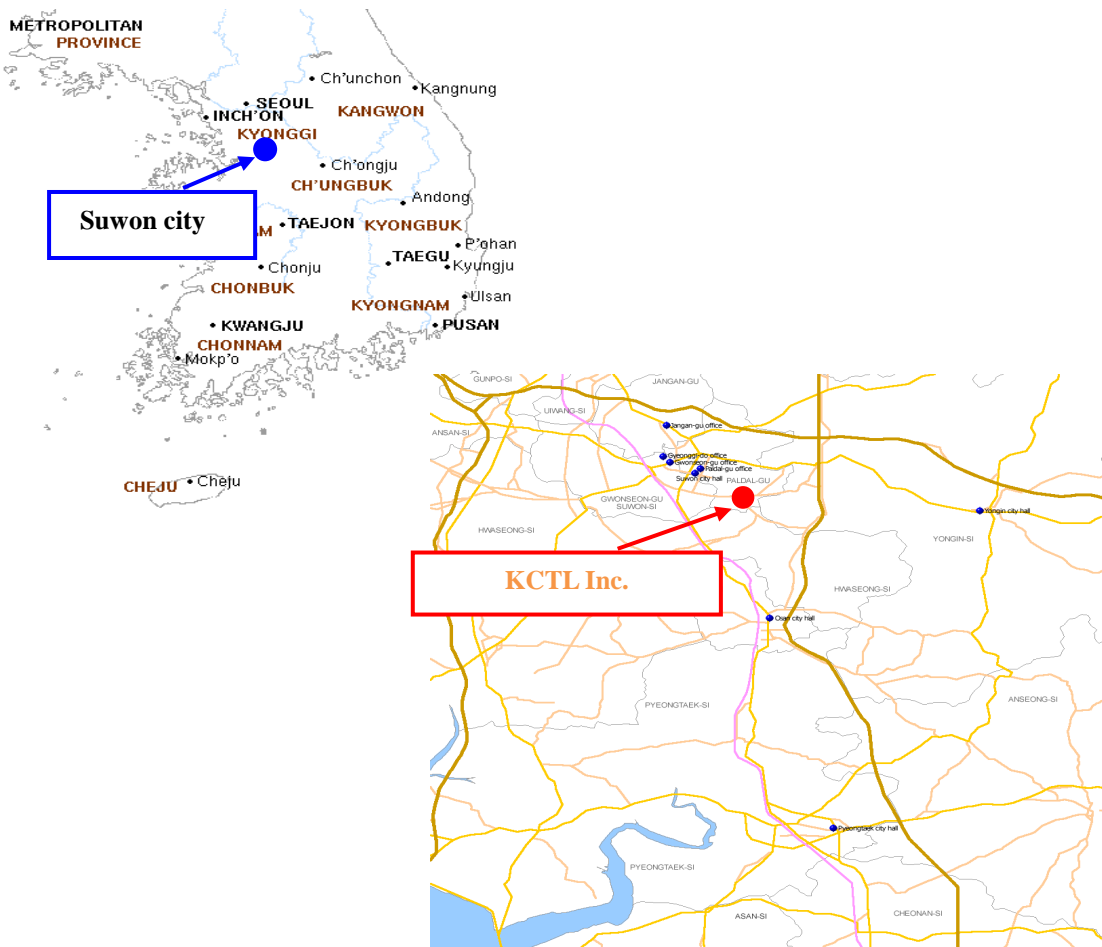 METROPOLITAN
PROVINCE
Ch'unchon
Kangnung
SEOUL
KANGWON
INCH'ON
KYONGGI
Ch'ongju
CH'UNGBUK
Andong
Suwon city
TAEJON
KYONGBUK
AM
P'ohan
TAEGU
Kyungju
Chonju
CHONBUK
Ulsan
KYONGNAM
KWANGJU
PUSAN
CHONNAM
Mokp'o
CHEJU
Cheju
GUNPO-SI
JANGAN-GU
UIWANG-SI
Jangan-gu office
ANSAN-SI
Gyeonggi-do office
Gwonseon-gu office
Paldal-gu office
Suwon city hall
PALDAL-GU
GWONSEON-GU
SUWON-SI
Yongin city hall
HWASEONG-SI
YONGIN-SI
KCTL Inc.
HWASEONG-SI
Osan city hall
ANSEONG-SI
PYEONGTAEK-SI
Pyeongtaek city hall
PYEONGTAEK-SI
ASAN-SI
CHEONAN-SI